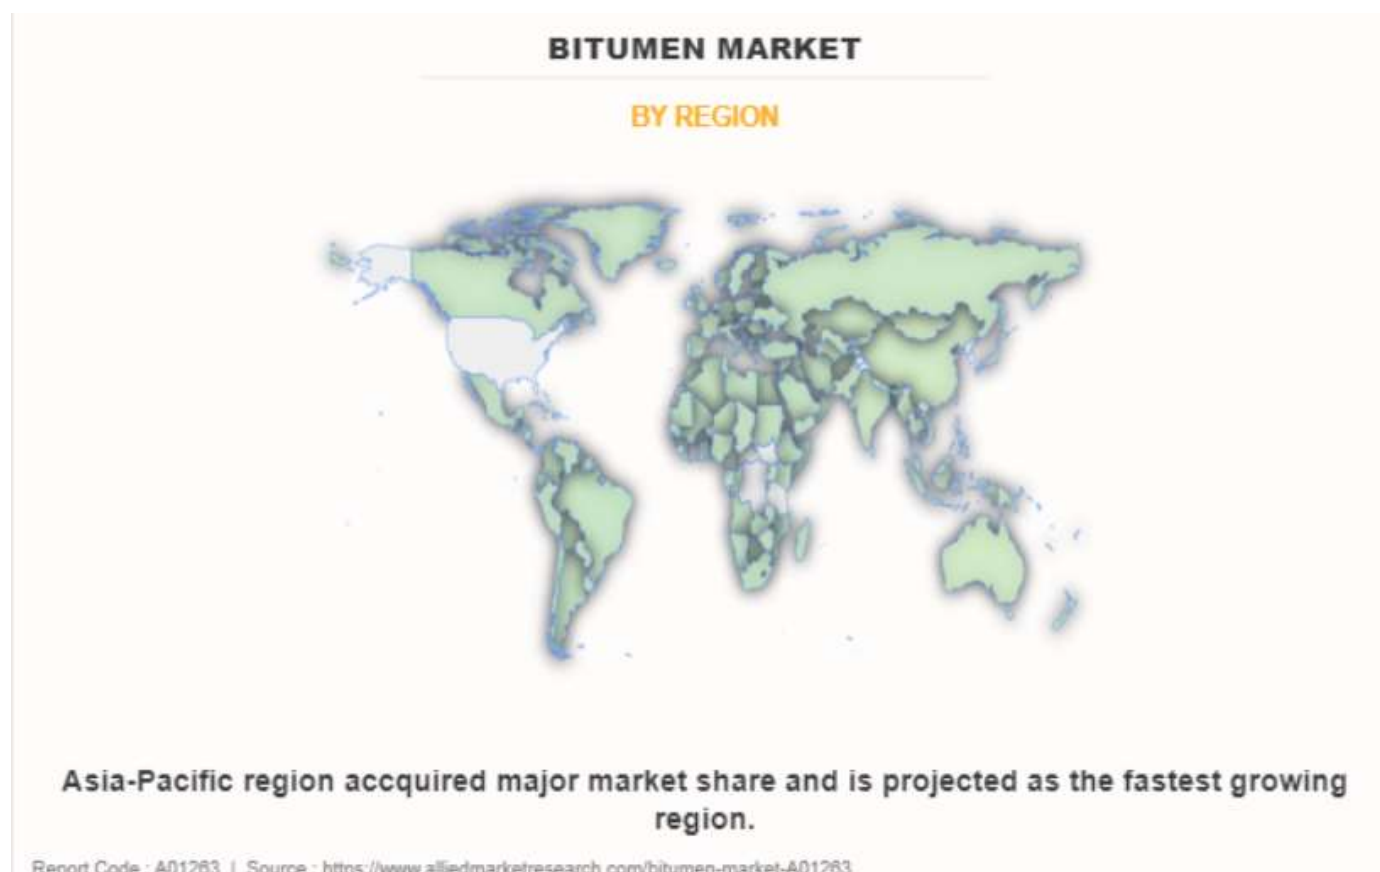 BITUMEN MARKET
BY REGION
Asia-Pacific region accquired major market share and is projected as the fastest growing
region.
Report Code : A01263 | Source : https://www.alliedmarketresearch.com/bitumen-market-A01263